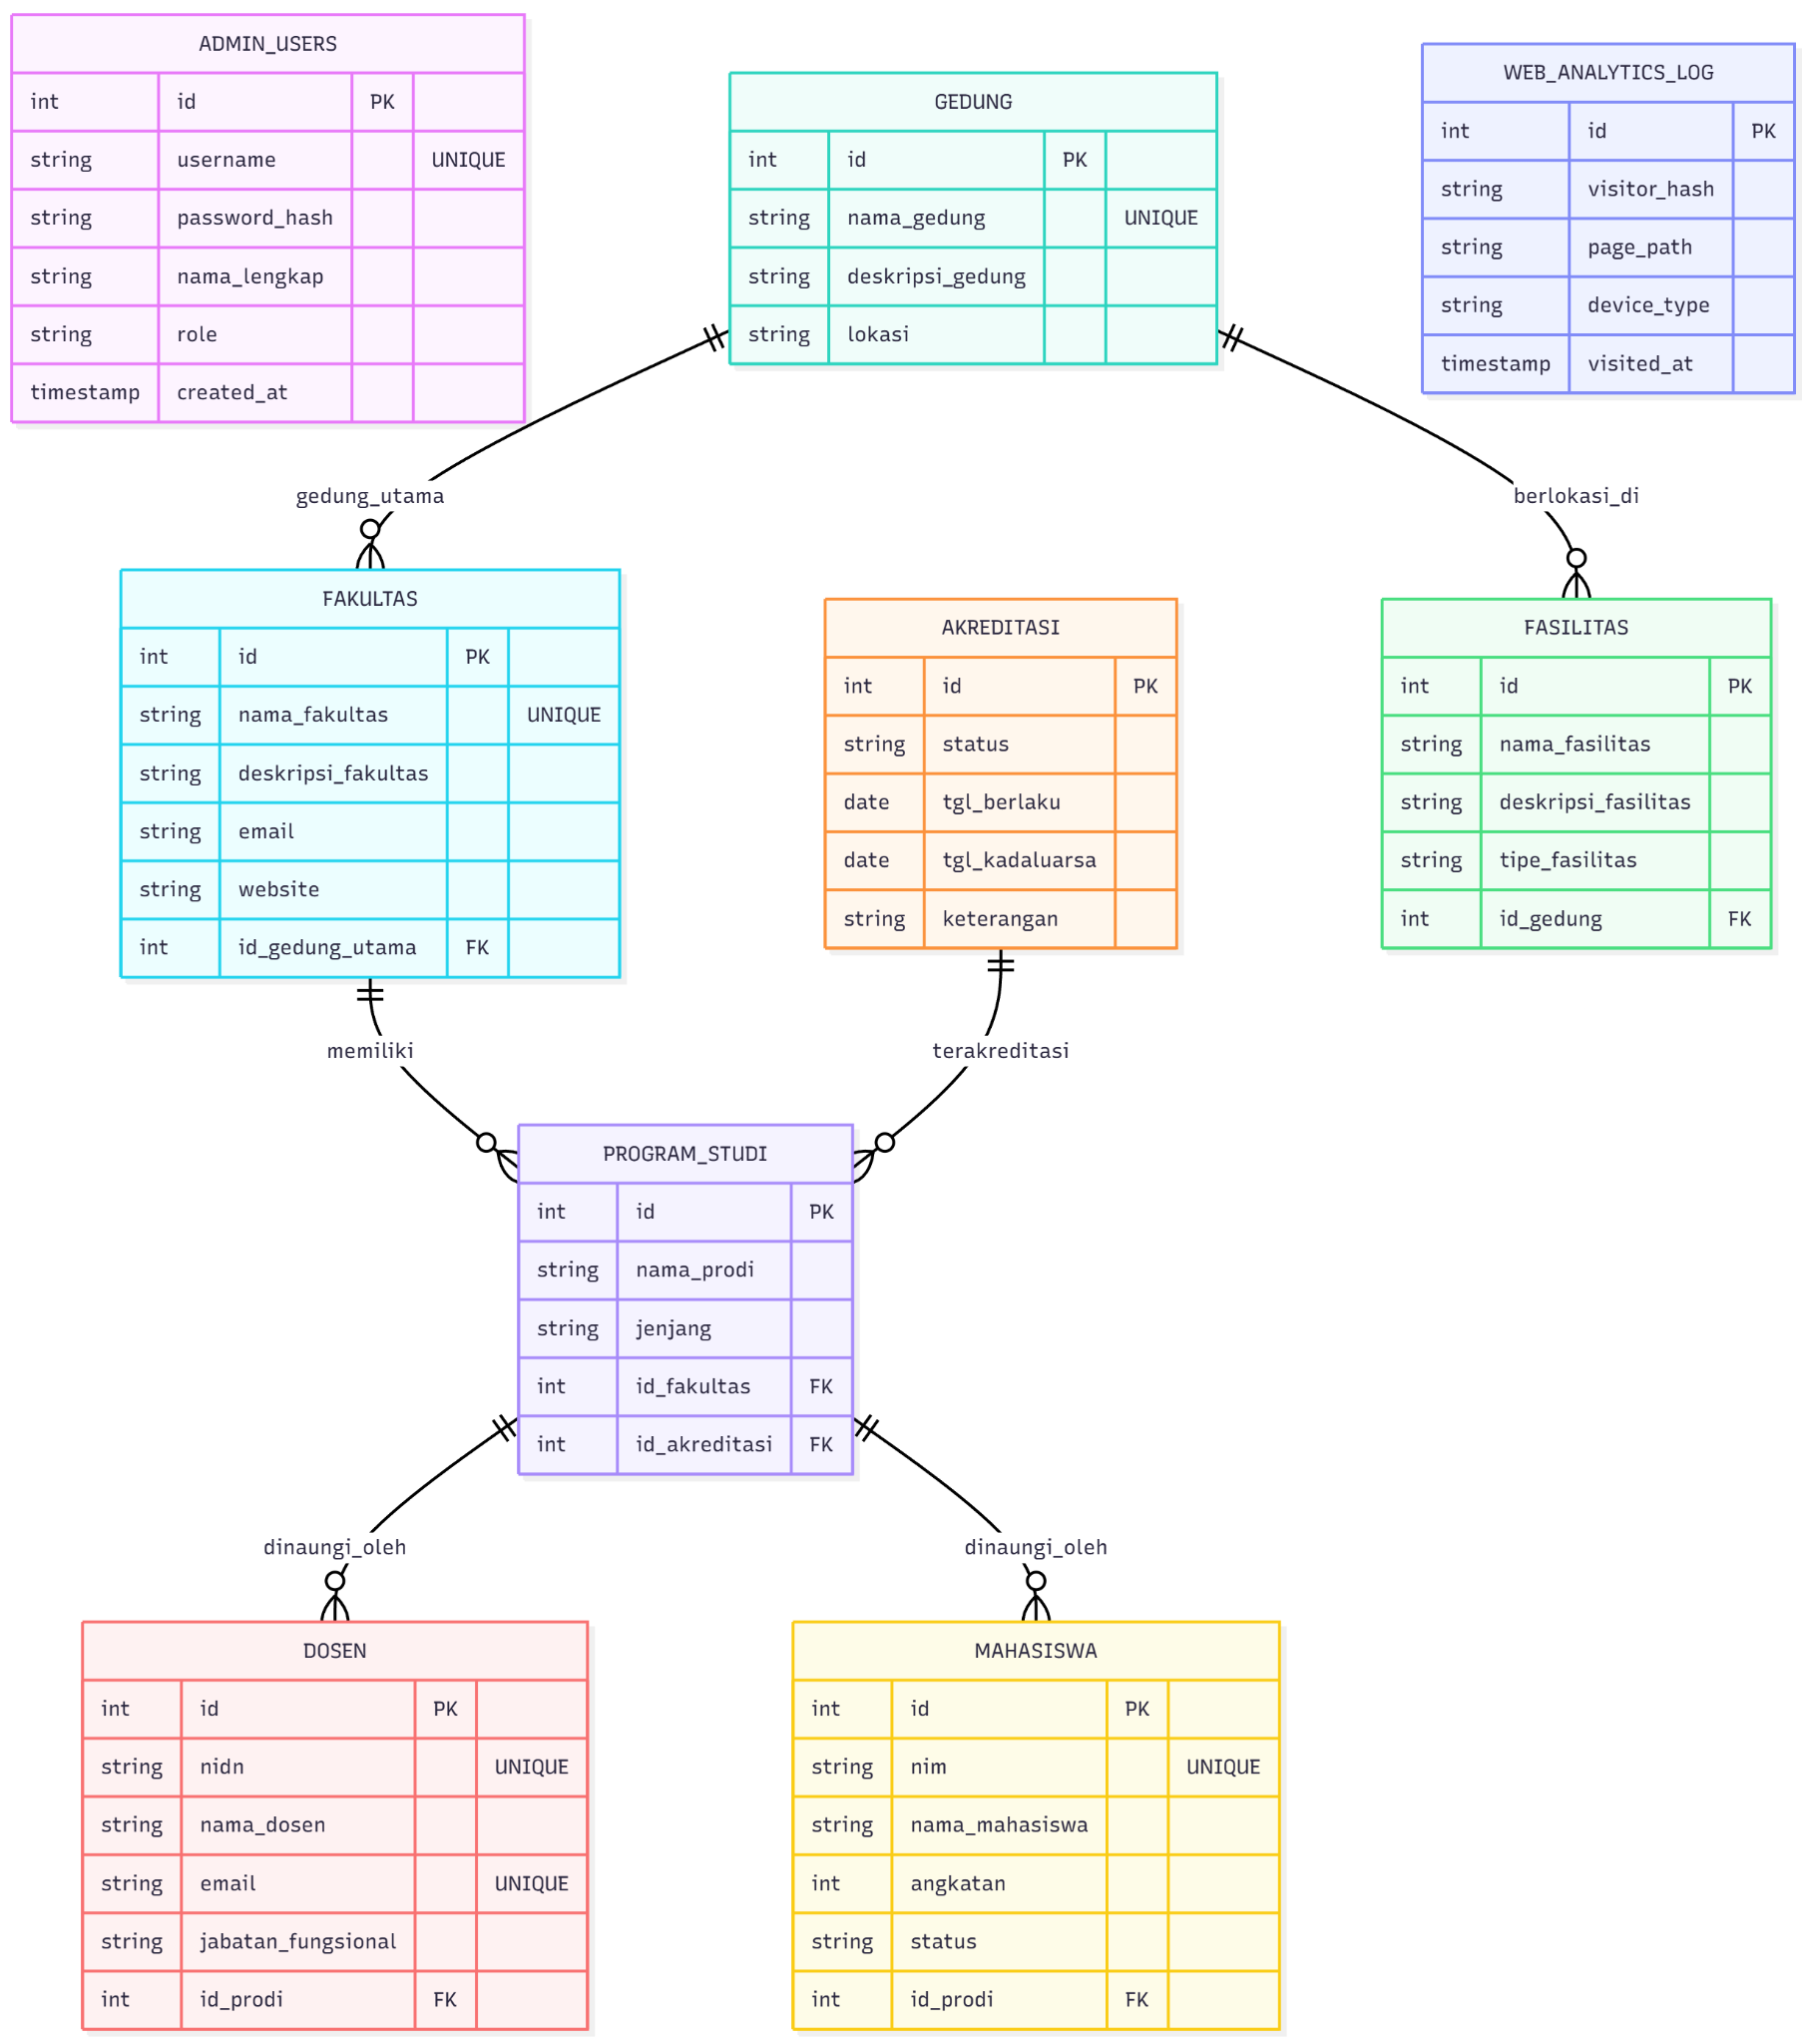 ADMIN_USERS
int id PK
string username UNIQUE
string password_hash
string nama_lengkap
string role
timestamp created_at
GEDUNG
int id PK
string nama_gedung UNIQUE
string deskripsi_gedung
string lokasi
WEB_ANALYTICS_LOG
int id PK
string visitor_hash
string page_path
string device_type
timestamp visited_at
gedung_utama
berlokasi_di
FAKULTAS
int id PK
string nama_fakultas UNIQUE
string deskripsi_fakultas
string email
string website
int id_gedung_utama FK
AKREDITASI
int id PK
string status
date tgl_berlaku
date tgl_kadaluarsa
string keterangan
FASILITAS
int id PK
string nama_fasilitas
string deskripsi_fasilitas
string tipe_fasilitas
int id_gedung FK
memiliki
terakreditasi
PROGRAM_STUDI
int id PK
string nama_prodi
string jenjang
int id_fakultas FK
int id_akreditasi FK
dinaungi_oleh
dinaungi_oleh
DOSEN
int id PK
string nidn UNIQUE
string nama_dosen
string email UNIQUE
string jabatan_fungsional
int id_prodi FK
MAHASISWA
int id PK
string nim UNIQUE
string nama_mahasiswa
int angkatan
string status
int id_prodi FK